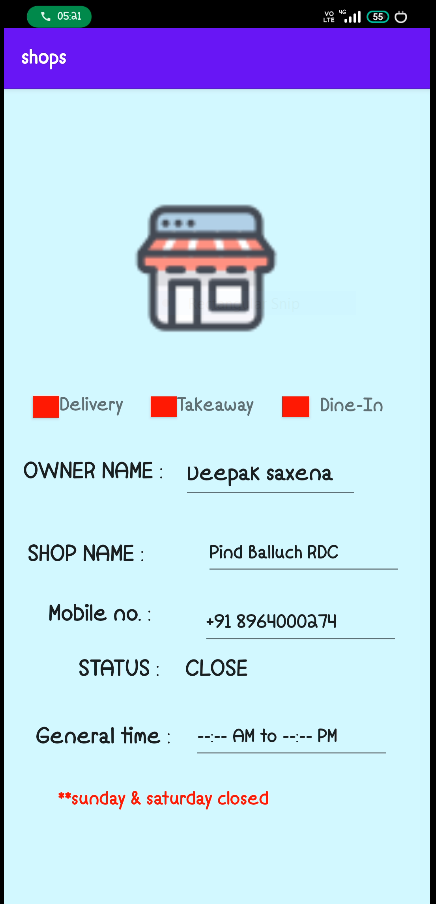 05:21 VO LTE 4G 55
shops
Ship
Delivery Takeaway Dine-In
OWNER NAME : Deepak saxena
SHOP NAME : Pind Balluch RDC
Mobile no. : +91 8964000274
STATUS : CLOSE
General time : --:-- AM to --:-- PM
**sunday & saturday closed